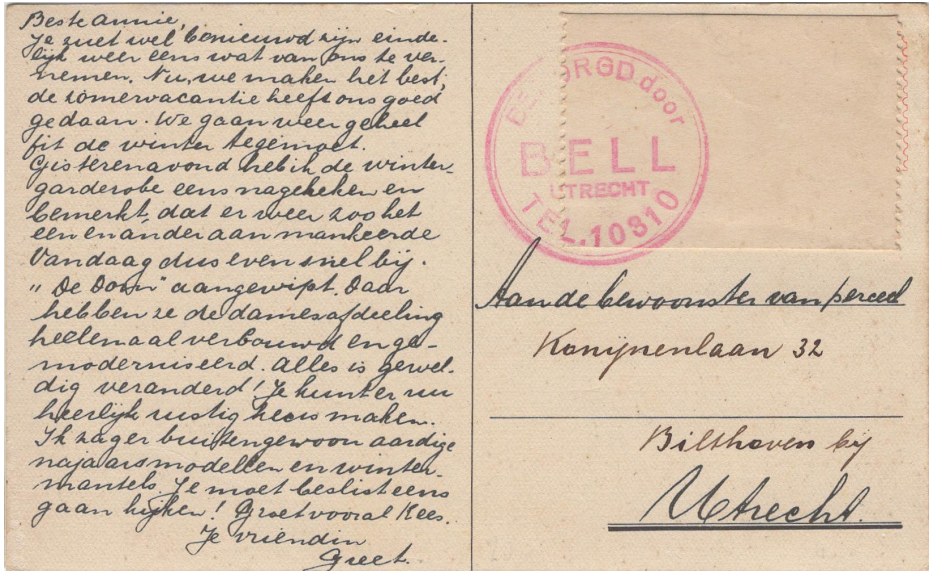 Beste Annie,
Je zuet wel benieuwd zijn einde-
lijk weer eens wat van ons te ver-
nemen. Nu, we maken het best,
de zomervacantie heeft ons goed
gedaan. We gaan weer geheel
fit de winter tegemoet.
Gisterenavond heb ik de winter-
garderobe eens nagekeken en
bemerkt, dat er weer zoo het
een en ander aan mankeerde
Vandaag dus even snel bij
"De Doorn" aangewipt. Daar
hebben ze de damesafdeeling
heelemaal verbouwd en ge-
moderniseerd. Alles is gewel-
dig veranderd! Je kunt er nu
heerlijk rustig keus maken.
Ik zag er buitengewoon aardige
najaarsmodellen en winter-
mantels. Je moet beslist eens
gaan kijken! Groet vooral Kees.
Je vriendin
Greet.
BEZORGD door
BELL
UTRECHT
TEL. 10810
Aan de bewoonster van perceel
Konijnenlaan 32
Bilthoven bij
Utrecht.